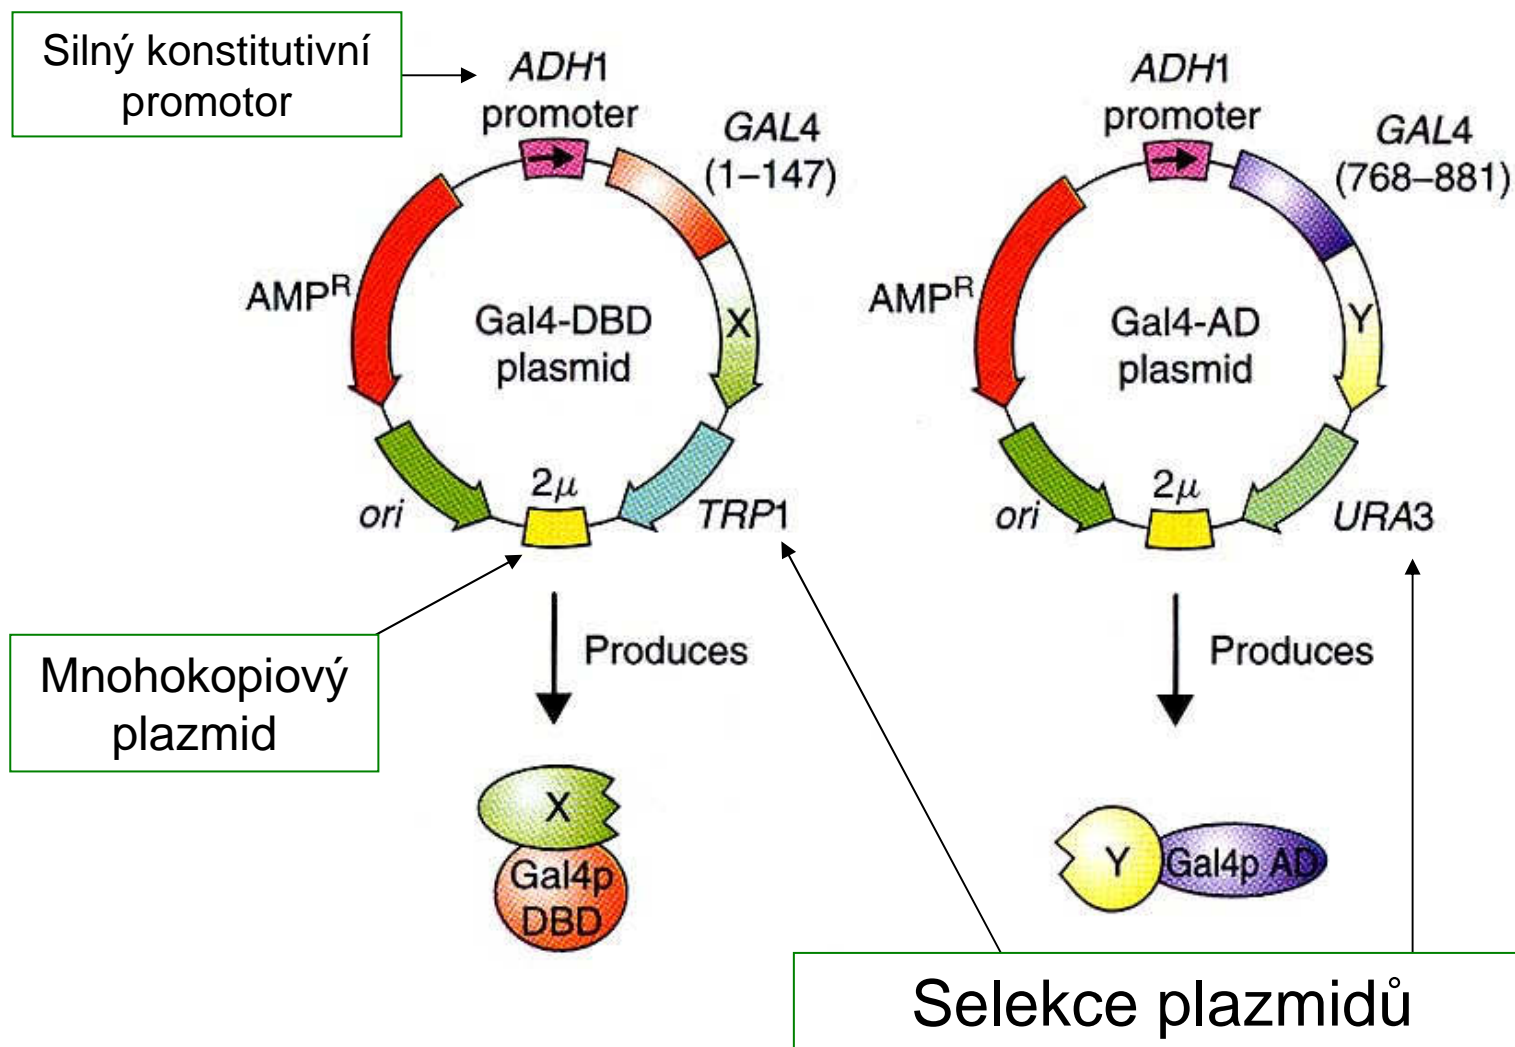 Silný konstitutivní
promotor
ADH1
promoter
GAL4
(1–147)
AMPR
Gal4-DBD
plasmid
X
ori
2μ
TRP1
Produces
X
Gal4p
DBD
ADH1
promoter
GAL4
(768–881)
AMPR
Gal4-AD
plasmid
Y
ori
2μ
URA3
Produces
Y
Gal4p AD
Mnohokopiový
plazmid
Selekce plazmidů